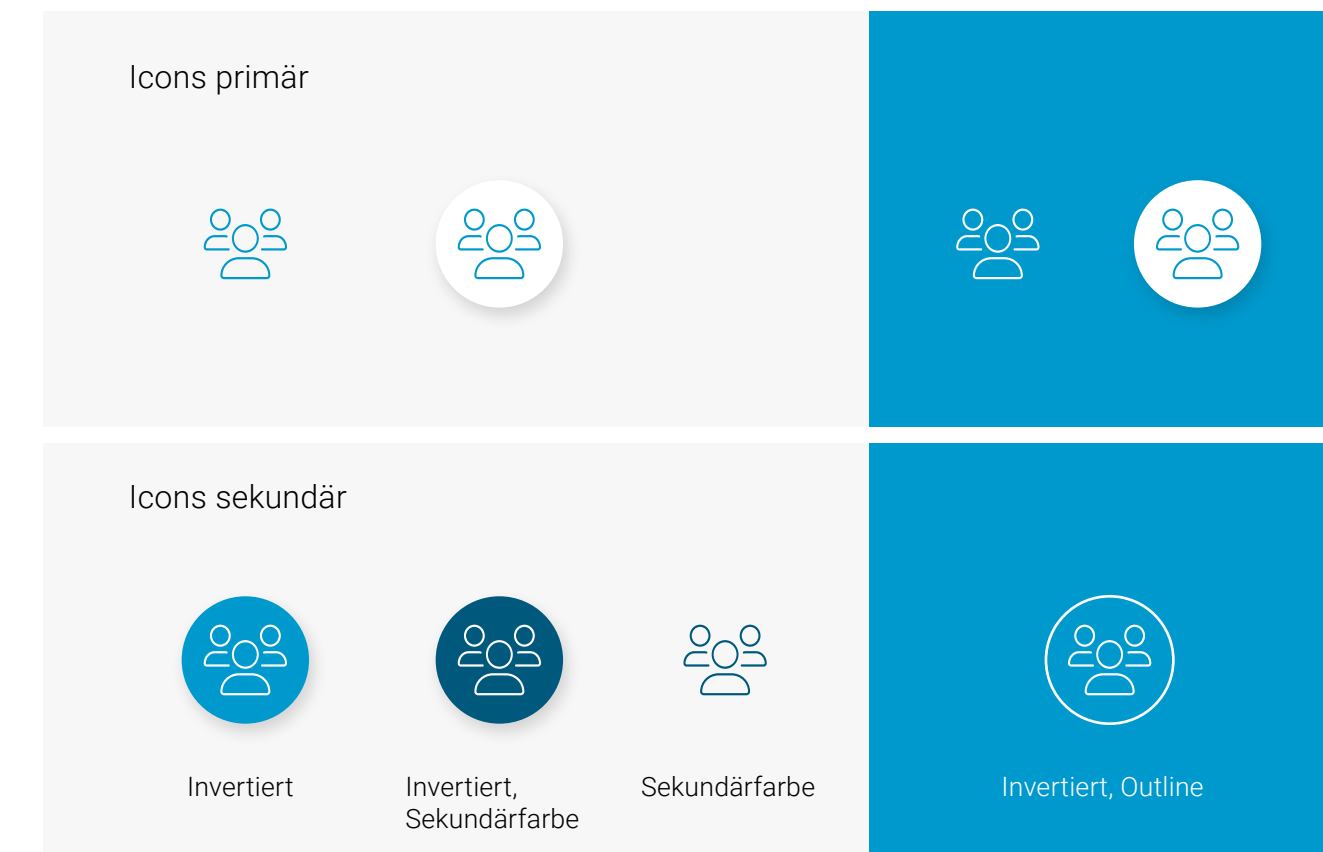 Icons primär
Icons sekundär
Invertiert
Invertiert,
Sekundärfarbe
Sekundärfarbe
Invertiert, Outline